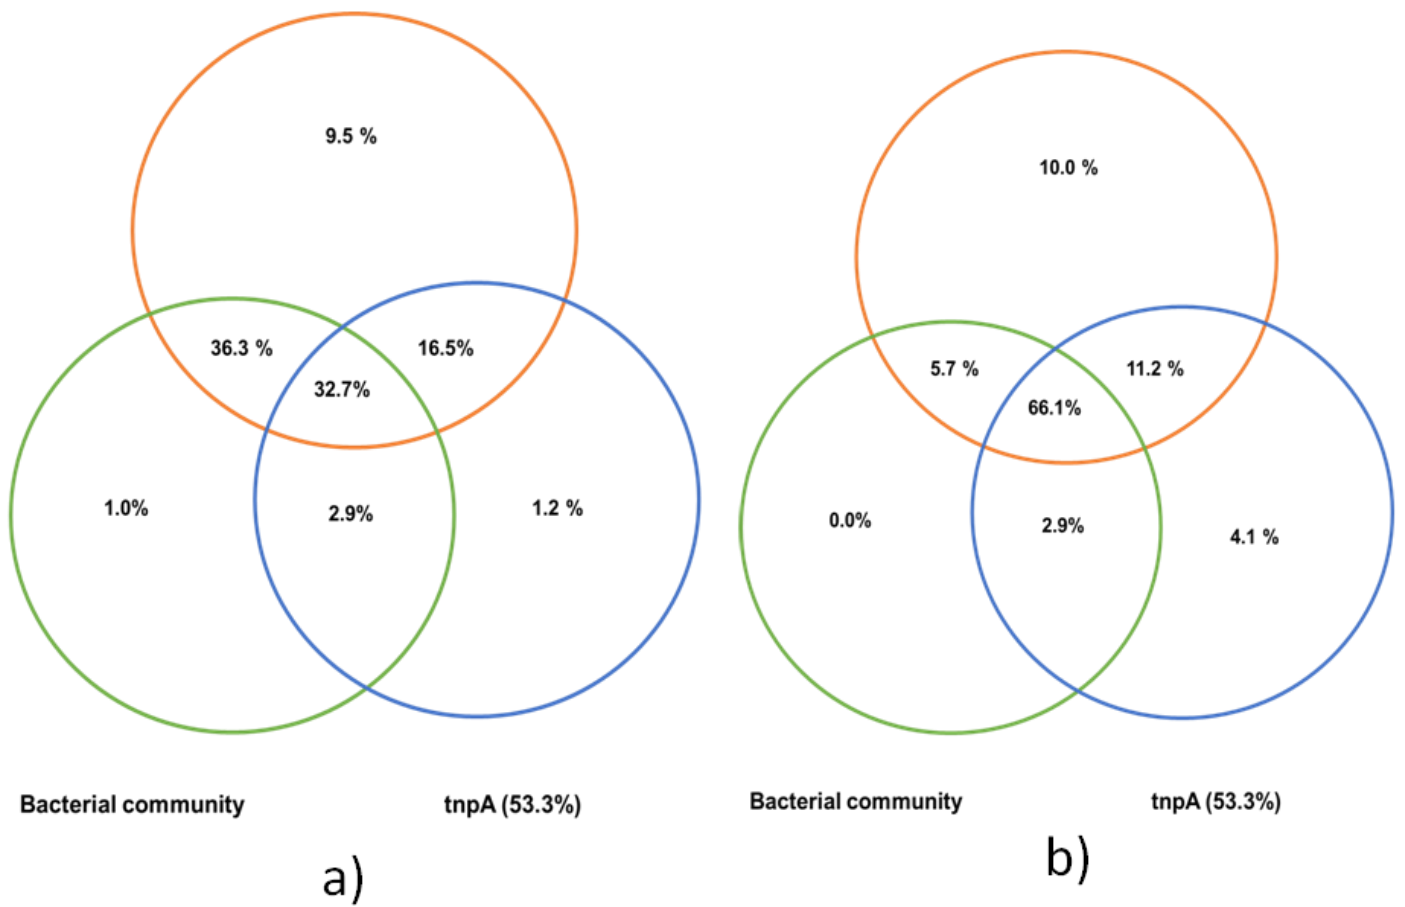 9.5 %
36.3 %
16.5%
32.7%
1.0%
2.9%
1.2 %
Bacterial community
tnpA (53.3%)
a)
10.0 %
5.7 %
11.2 %
66.1%
0.0%
2.9%
4.1 %
Bacterial community
tnpA (53.3%)
b)